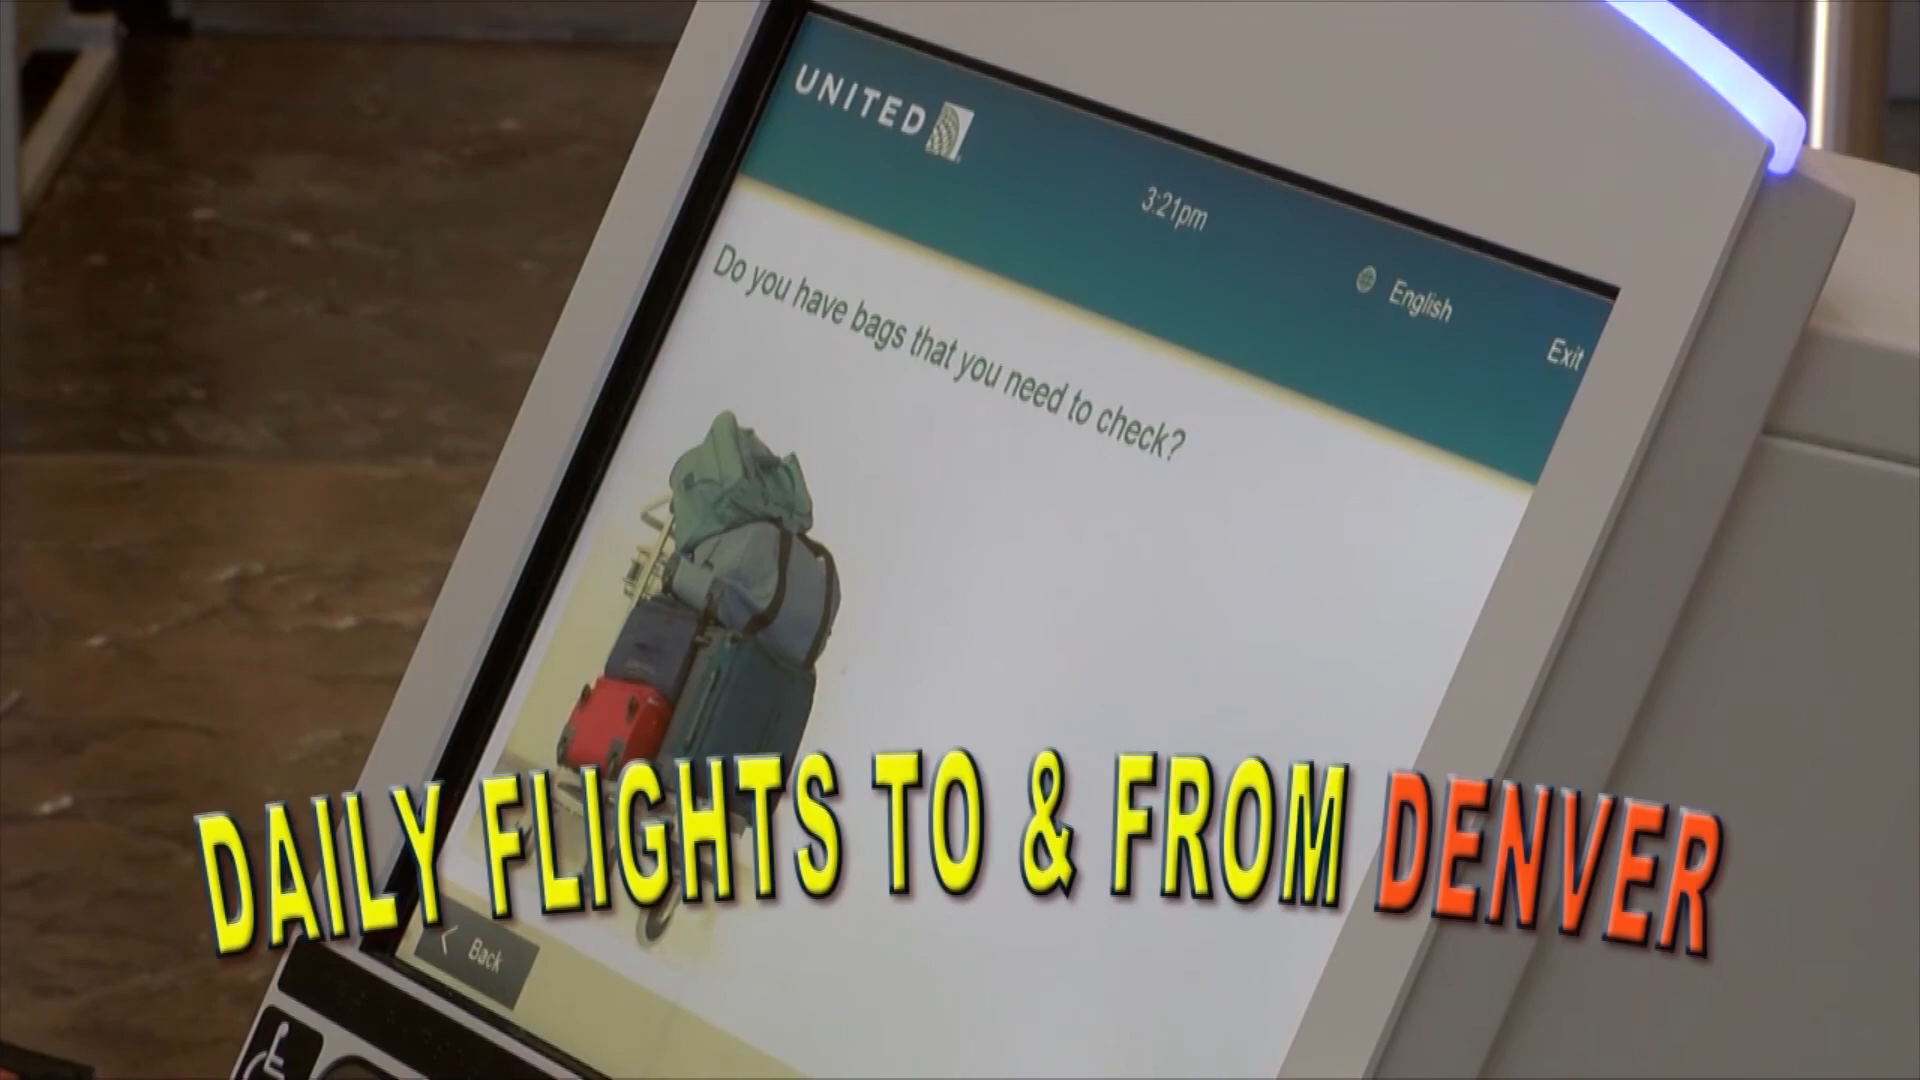 UNITED
3:21pm
English
Exit
Do you have bags that you need to check?
DAILY FLIGHTS TO & FROM DENVER
Back